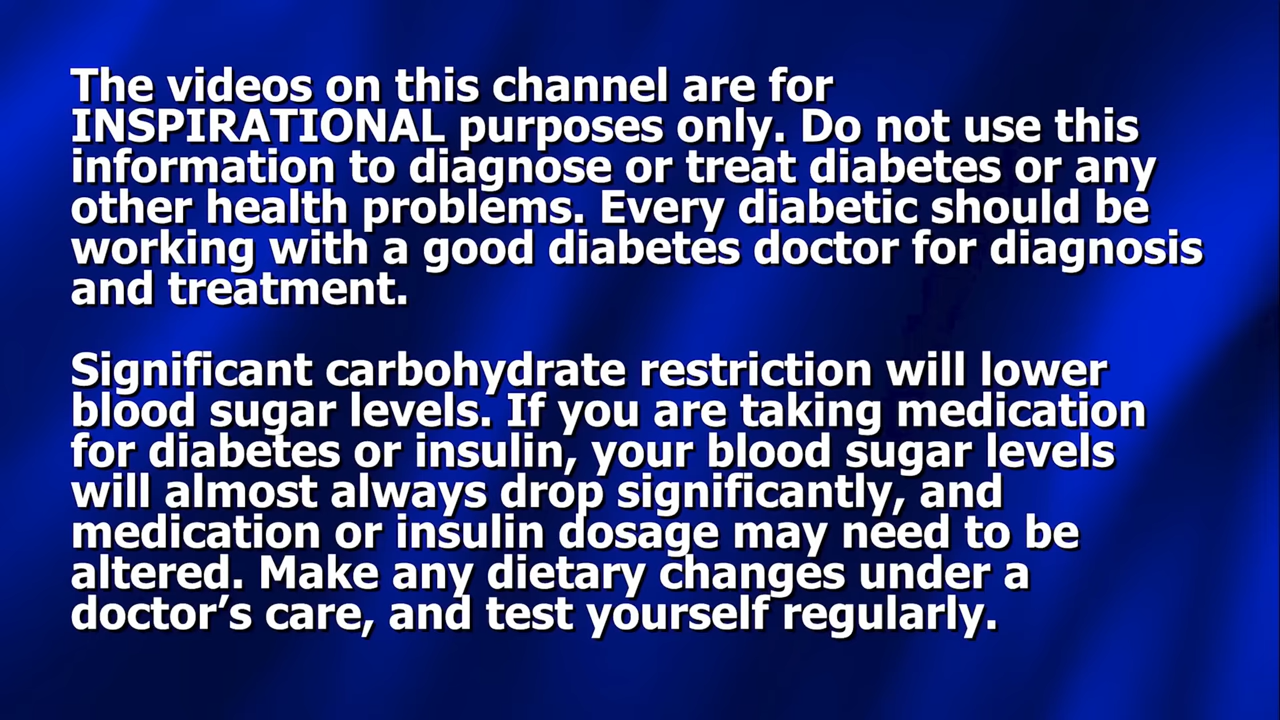 The videos on this channel are for
INSPIRATIONAL purposes only. Do not use this
information to diagnose or treat diabetes or any
other health problems. Every diabetic should be
working with a good diabetes doctor for diagnosis
and treatment.
Significant carbohydrate restriction will lower
blood sugar levels. If you are taking medication
for diabetes or insulin, your blood sugar levels
will almost always drop significantly, and
medication or insulin dosage may need to be
altered. Make any dietary changes under a
doctor’s care, and test yourself regularly.